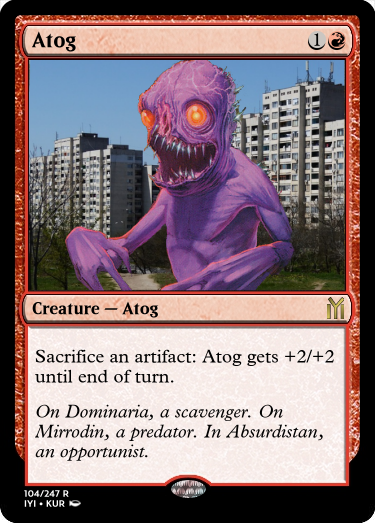 Atog
1
Creature — Atog
Sacrifice an artifact: Atog gets +2/+2
until end of turn.
On Dominaria, a scavenger. On
Mirrodin, a predator. In Absurdistan,
an opportunist.
104/247 R
IYI • KUR